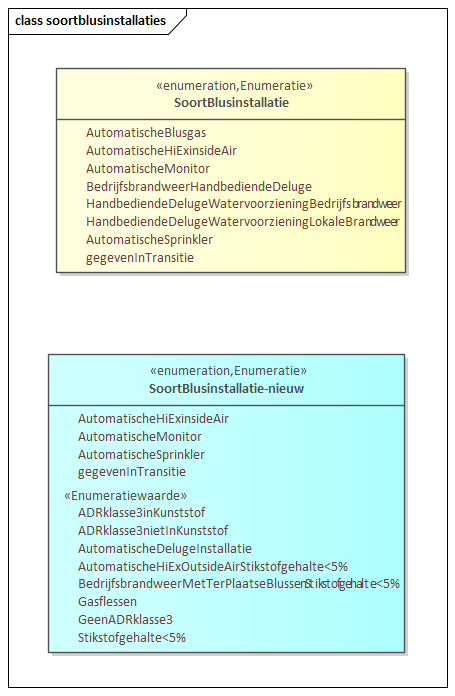 class soortblusinstallaties
«enumeration,Enumeratie»
SoortBlusinstallatie
AutomatischeBlusgas
AutomatischeHiExinsideAir
AutomatischeMonitor
BedrijfsbrandweerHandbediendeDeluge
HandbediendeDelugeWatervoorzieningBedrijfsbrandweer
HandbediendeDelugeWatervoorzieningLokaleBrandweer
AutomatischeSprinkler
gegevenInTransitie
«enumeration,Enumeratie»
SoortBlusinstallatie-nieuw
AutomatischeHiExinsideAir
AutomatischeMonitor
AutomatischeSprinkler
gegevenInTransitie
«Enumeratiewaarde»
ADRklasse3inKunststof
ADRklasse3nietInKunststof
AutomatischeDelugeInstallatie
AutomatischeHiExOutsideAirStikstofgehalte<5%
BedrijfsbrandweerMetTerPlaatseBlussenStikstofgehalte<5%
Gasflessen
GeenADRklasse3
Stikstofgehalte<5%